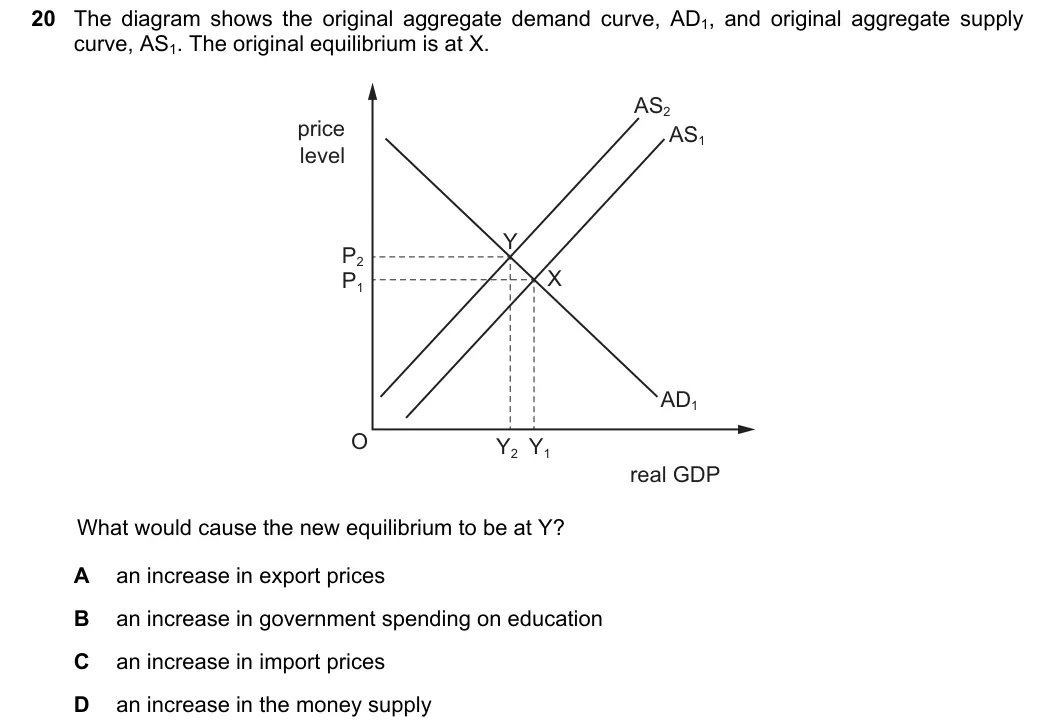 20 The diagram shows the original aggregate demand curve, AD₁, and original aggregate supply
curve, AS₁. The original equilibrium is at X.
AS₂
price
level
AS₁
Y
P₂
P₁
X
AD₁
O
Y₂ Y₁
real GDP
What would cause the new equilibrium to be at Y?
A an increase in export prices
B an increase in government spending on education
C an increase in import prices
D an increase in the money supply